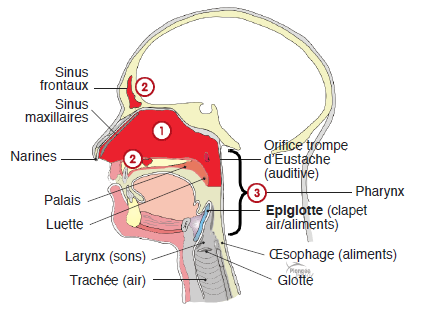 Sinus
frontaux
2
Sinus
maxillaires
1
Narines
2
Orifice trompe
d'Eustache
(auditive)
3
Pharynx
Palais
Epiglotte (clapet
air/aliments)
Luette
Larynx (sons)
Œsophage (aliments)
Trachée (air)
Glotte